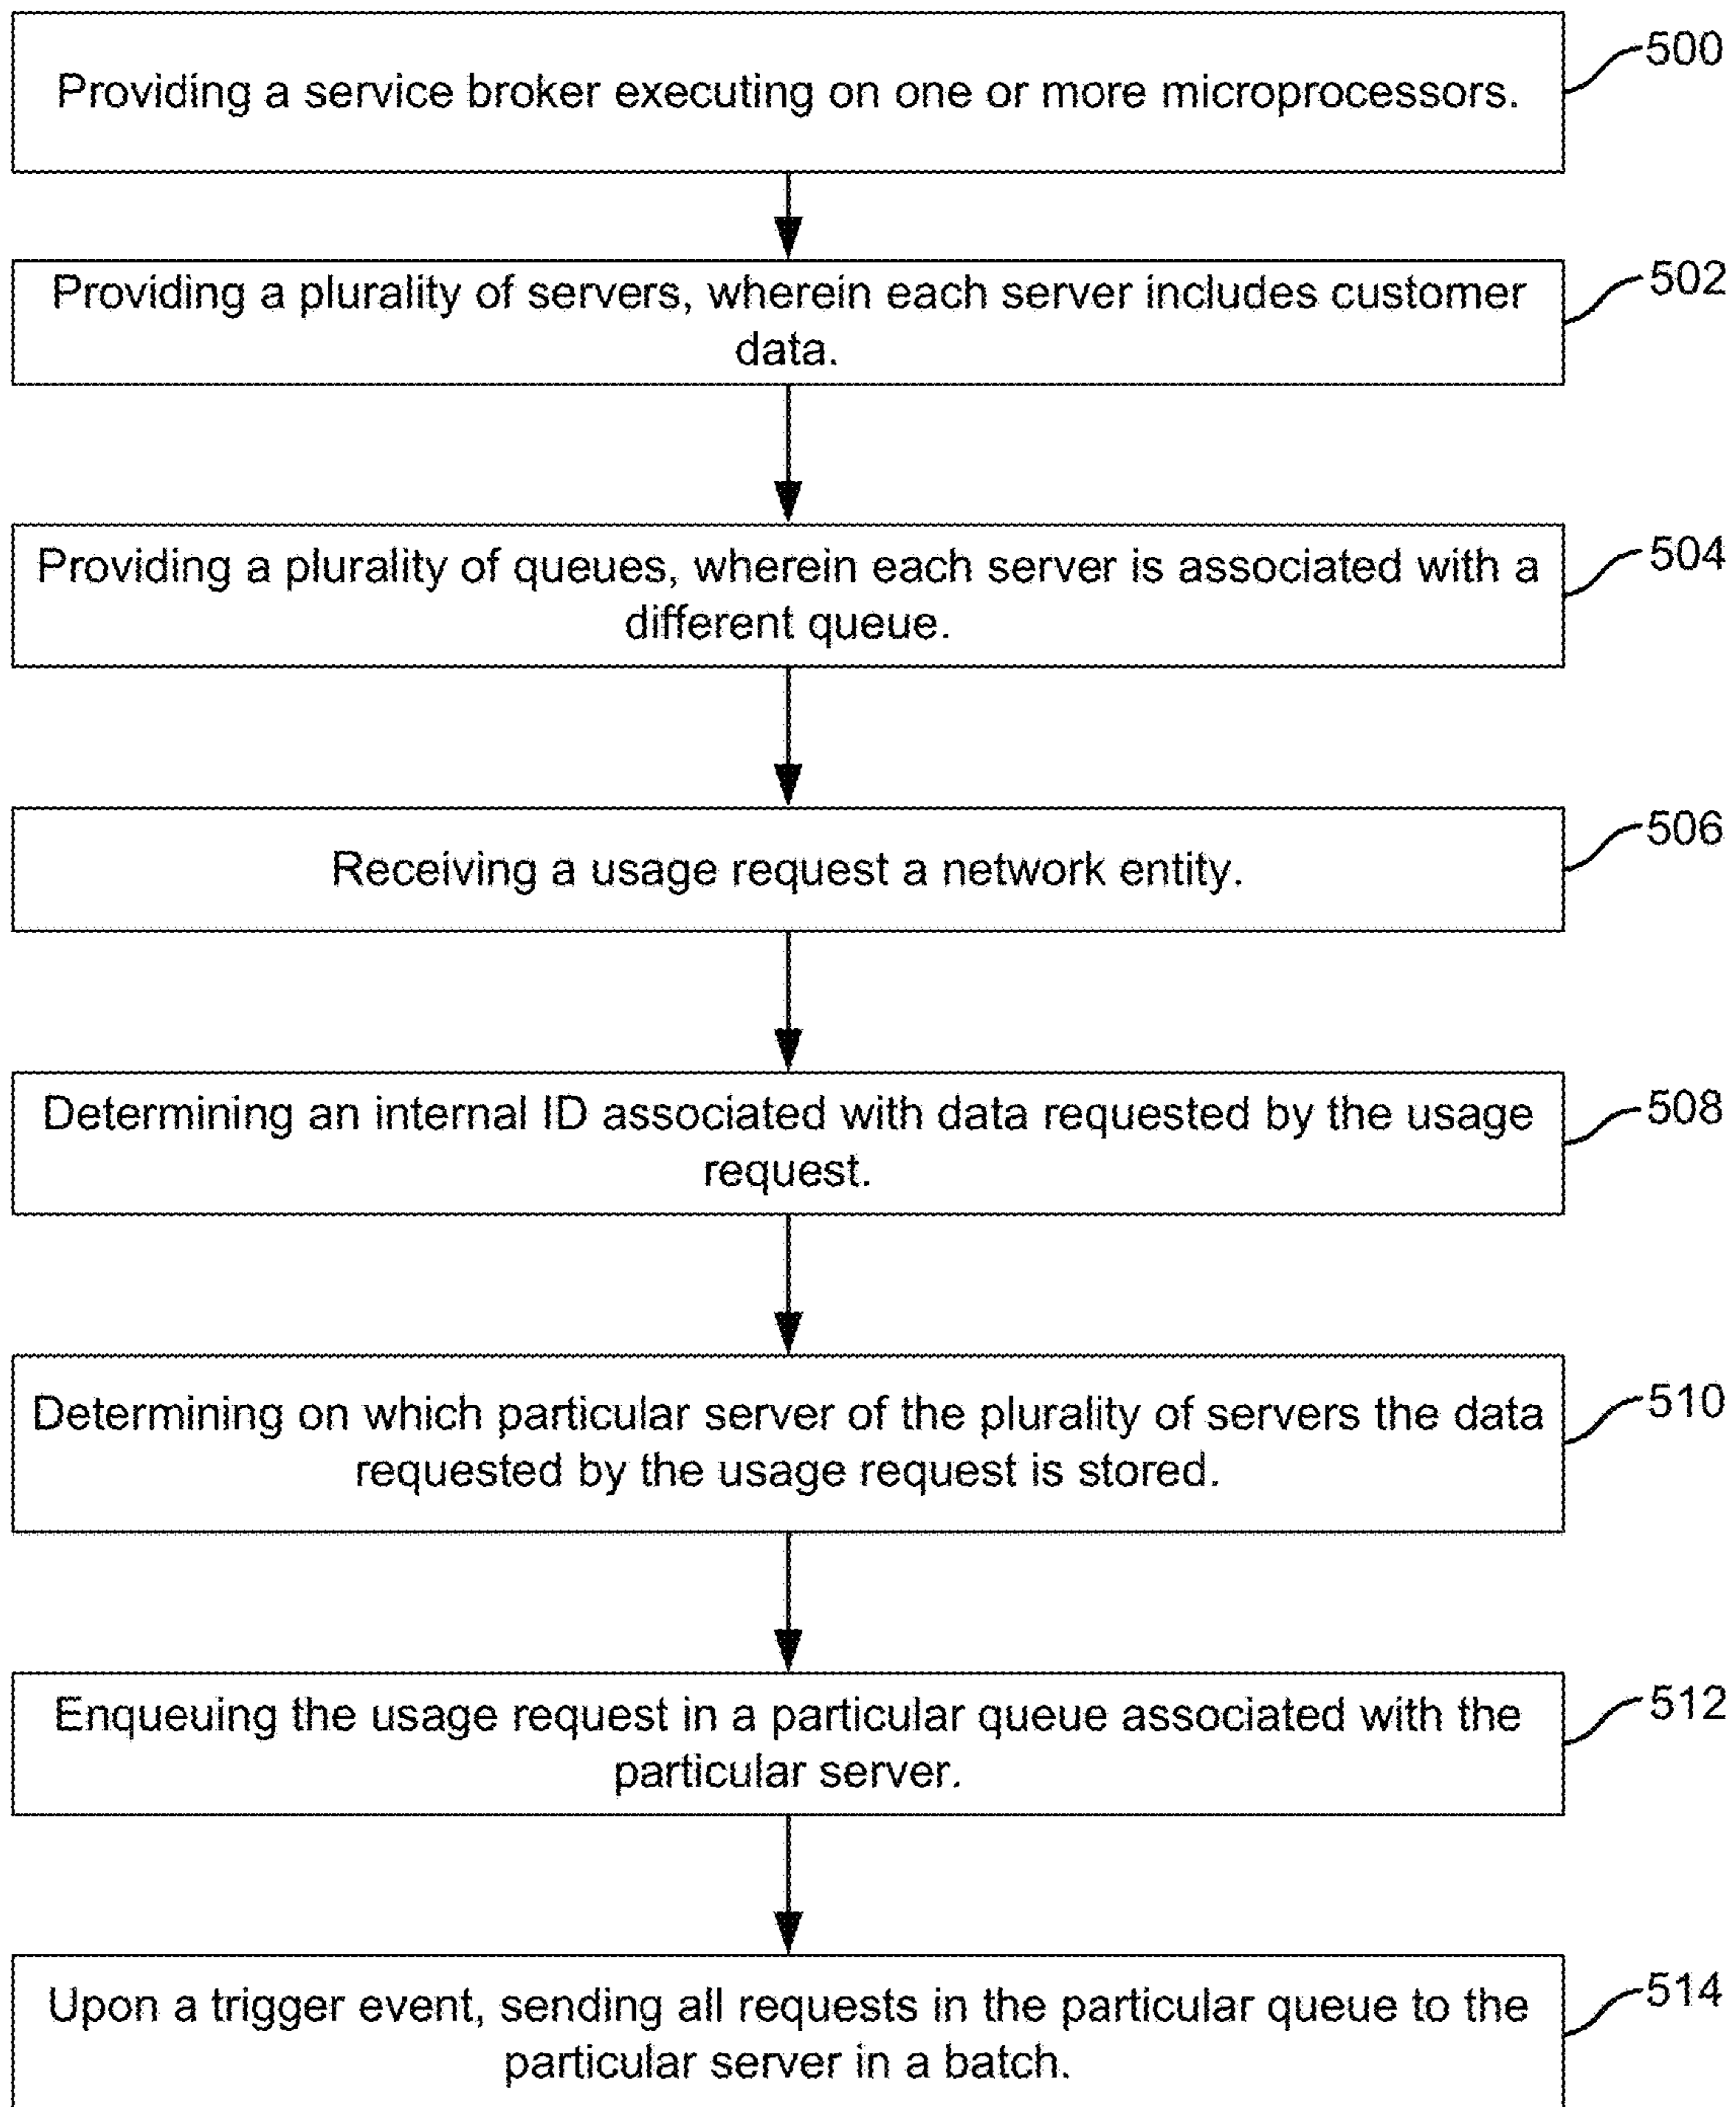 Providing a service broker executing on one or more microprocessors.
500
Providing a plurality of servers, wherein each server includes customer
data.
502
Providing a plurality of queues, wherein each server is associated with a
different queue.
504
Receiving a usage request a network entity.
506
Determining an internal ID associated with data requested by the usage
request.
508
Determining on which particular server of the plurality of servers the data
requested by the usage request is stored.
510
Enqueuing the usage request in a particular queue associated with the
particular server.
512
Upon a trigger event, sending all requests in the particular queue to the
particular server in a batch.
514